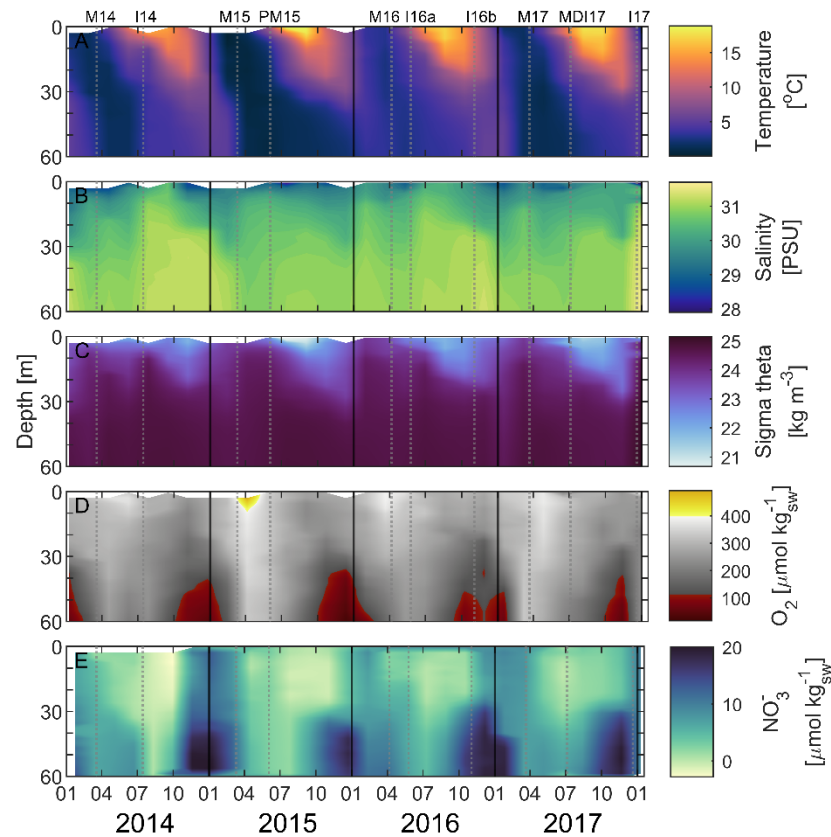 M14 I14 M15 PM15 M16 I16a I16b M17 MDI17 I17
0
A
30
60
15
10
5
Temperature
[°C]
0
B
30
60
31
30
29
28
Salinity
[PSU]
0
C
30
60
25
24
23
22
21
Sigma theta
[kg m⁻³]
Depth [m]
0
D
30
60
400
300
200
100
O₂ [μmol kg⁻¹sw]
0
E
30
60
20
10
0
NO₃⁻
[μmol kg⁻¹sw]
01 04 07 10 01 04 07 10 01 04 07 10 01 04 07 10 01
2014 2015 2016 2017